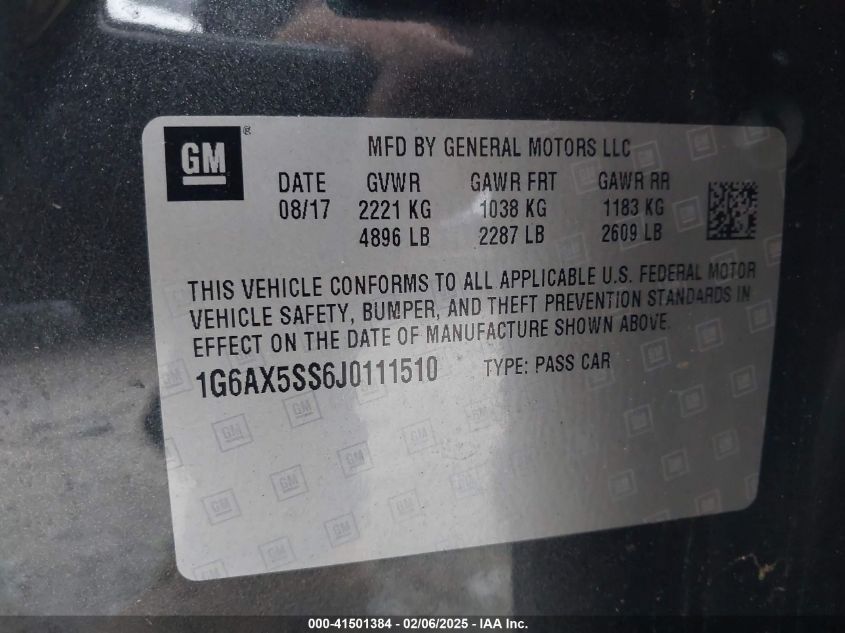 GM ® MFD BY GENERAL MOTORS LLC
DATE GVWR GAWR FRT GAWR RR
08/17 2221 KG 1038 KG 1183 KG
4896 LB 2287 LB 2609 LB
THIS VEHICLE CONFORMS TO ALL APPLICABLE U.S. FEDERAL MOTOR
VEHICLE SAFETY, BUMPER, AND THEFT PREVENTION STANDARDS IN
EFFECT ON THE DATE OF MANUFACTURE SHOWN ABOVE.
1G6AX5SS6J0111510 TYPE: PASS CAR
000-41501384 — 02/06/2025 — IAA Inc.